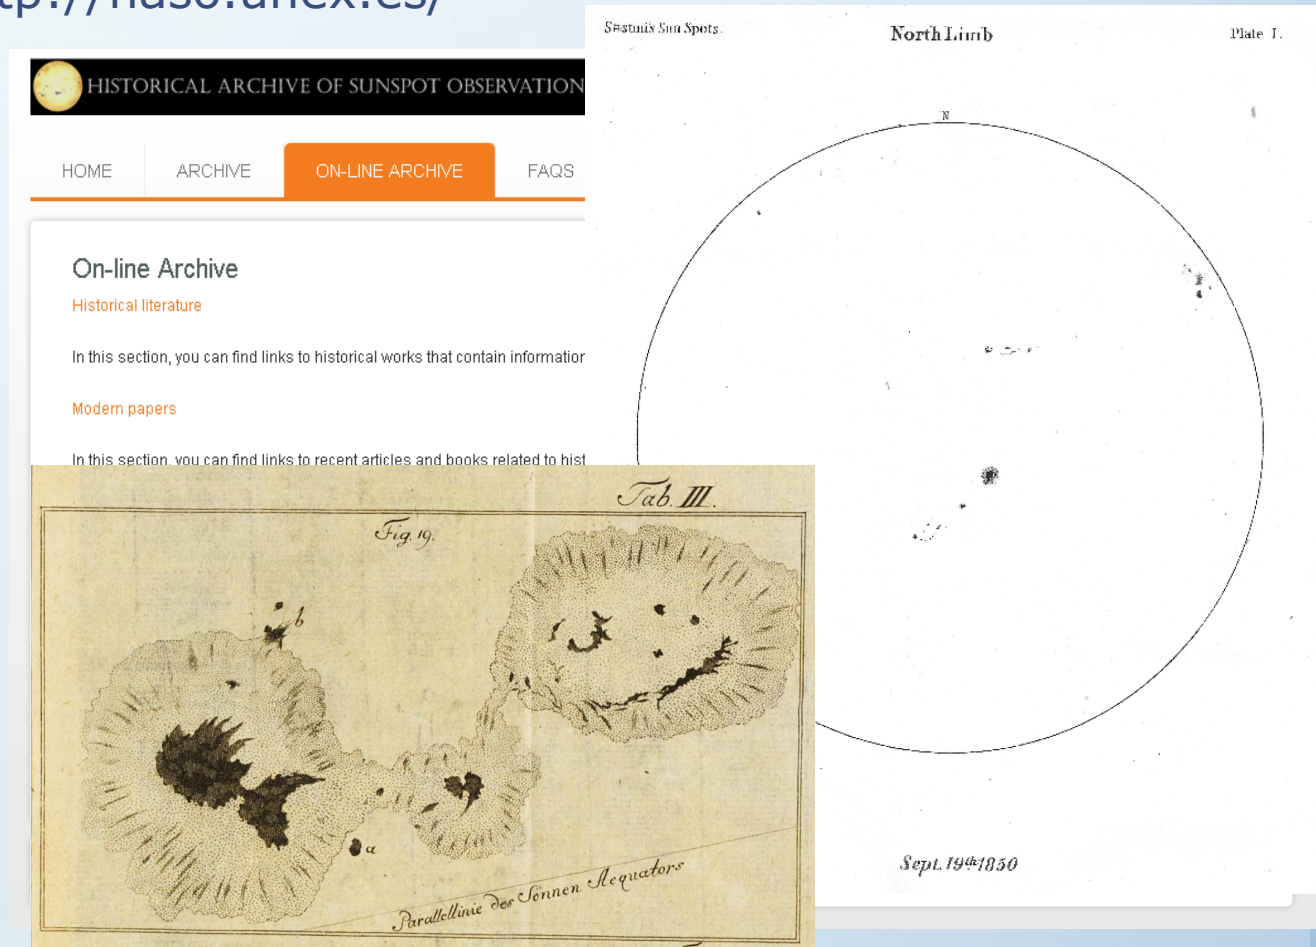 tp://haso.unex.es/
HISTORICAL ARCHIVE OF SUNSPOT OBSERVATION
HOME
ARCHIVE
ON-LINE ARCHIVE
FAQS
On-line Archive
Historical literature
In this section, you can find links to historical works that contain information
Modern papers
In this section, you can find links to recent articles and books related to hist
Sestini's Sun Spots.
North Limb
Plate I.
N
Sept. 19th 1850
Tab. III.
Fig. 19.
b
a
Parallellinie des Sonnen Aequators